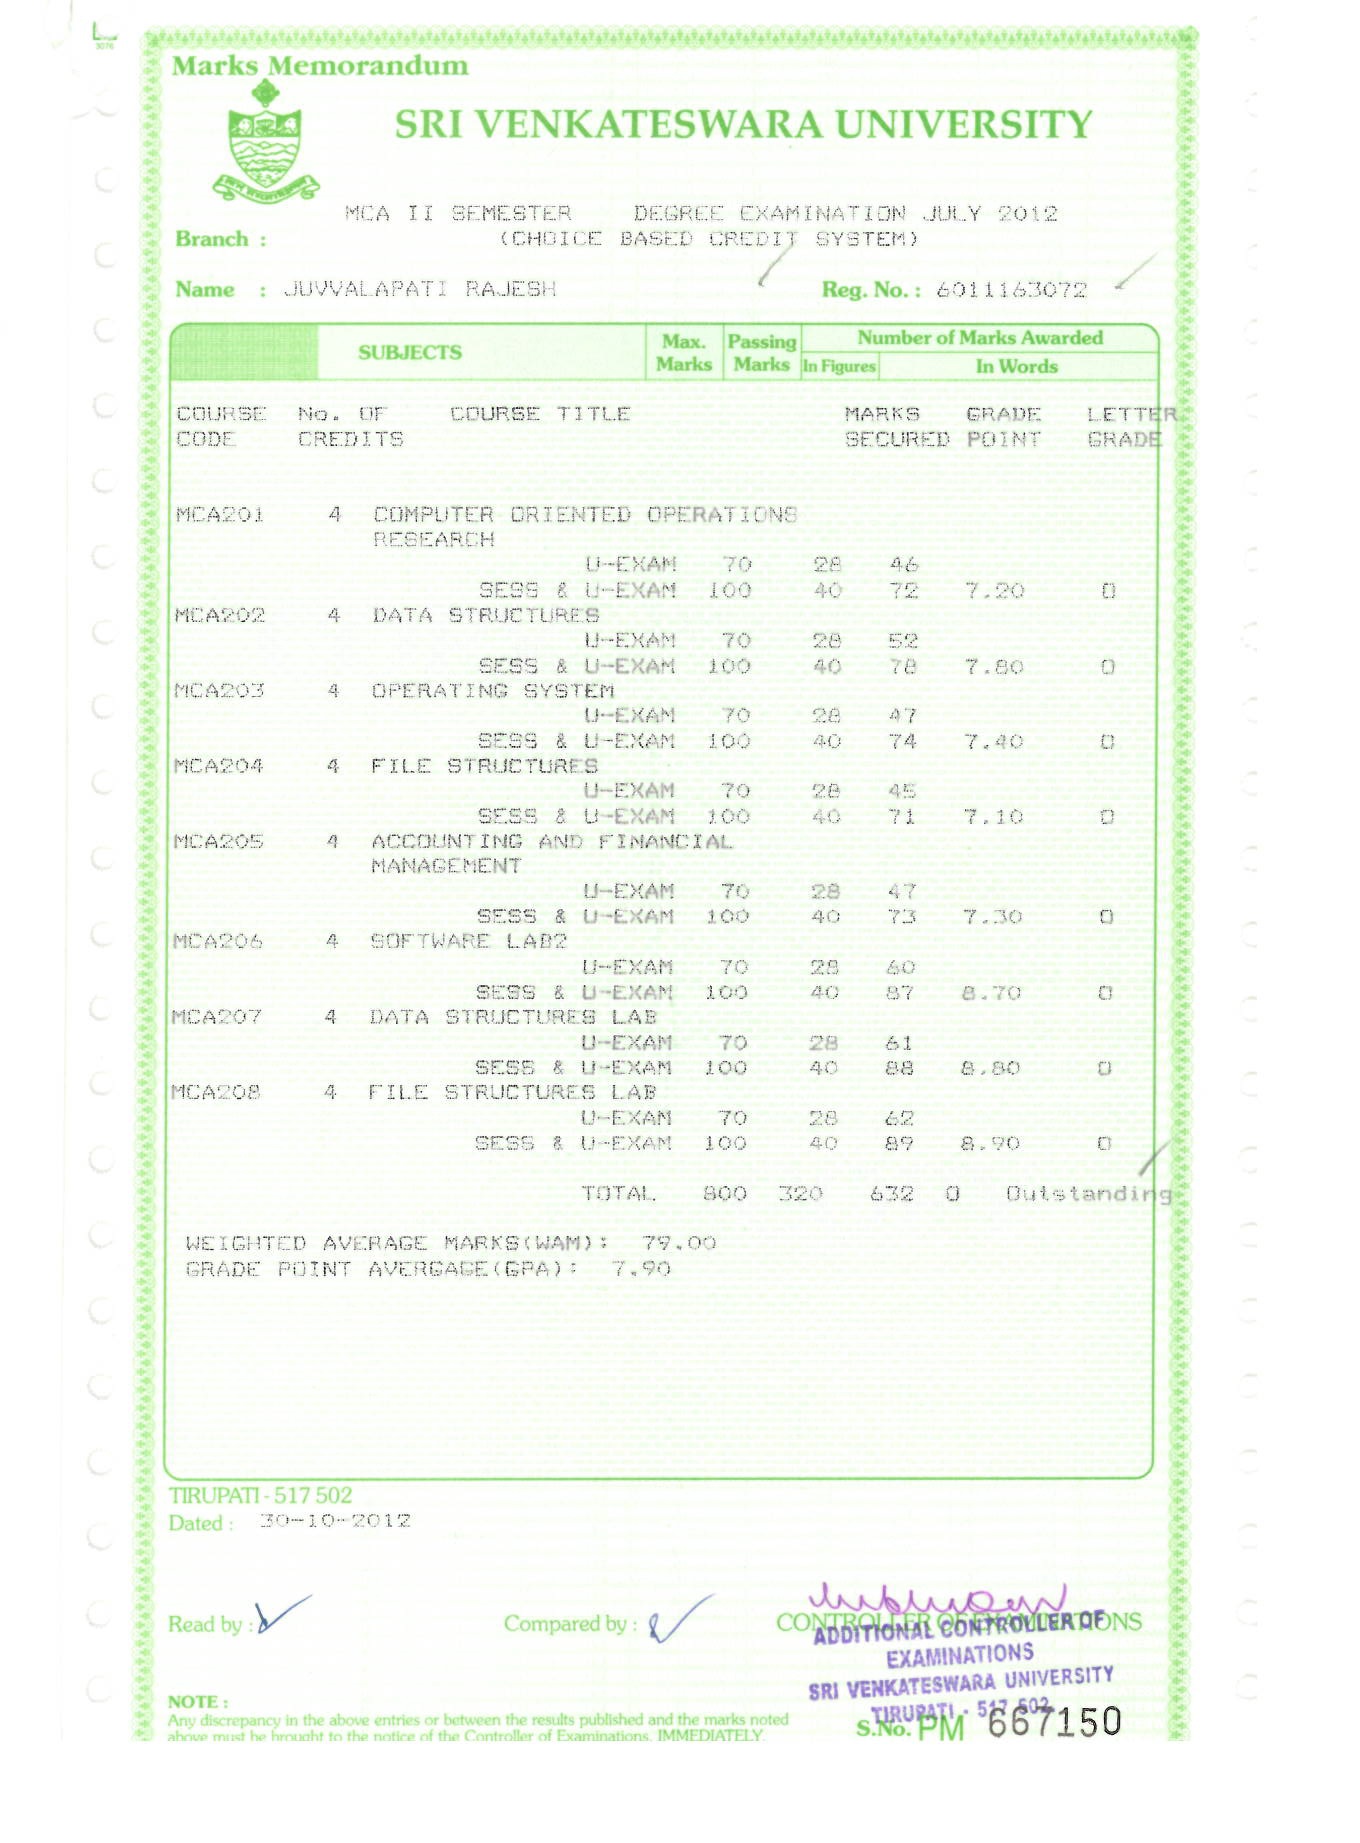 3076
Marks Memorandum
SRI VENKATESWARA UNIVERSITY
MCA II SEMESTER DEGREE EXAMINATION JULY 2012
Branch : (CHOICE BASED CREDIT SYSTEM)
Name : JUVVALAPATI RAJESH Reg. No. : 6011163072
SUBJECTS Max. Marks Passing Marks Number of Marks Awarded
In Figures In Words
COURSE No. OF COURSE TITLE MARKS GRADE LETTER
CODE CREDITS SECURED POINT GRADE
MCA201 4 COMPUTER ORIENTED OPERATIONS
RESEARCH
U-EXAM 70 28 46
SESS & U-EXAM 100 40 72 7.20 O
MCA202 4 DATA STRUCTURES
U-EXAM 70 28 52
SESS & U-EXAM 100 40 78 7.80 O
MCA203 4 OPERATING SYSTEM
U-EXAM 70 28 47
SESS & U-EXAM 100 40 74 7.40 O
MCA204 4 FILE STRUCTURES
U-EXAM 70 28 45
SESS & U-EXAM 100 40 71 7.10 O
MCA205 4 ACCOUNTING AND FINANCIAL
MANAGEMENT
U-EXAM 70 28 47
SESS & U-EXAM 100 40 73 7.30 O
MCA206 4 SOFTWARE LAB2
U-EXAM 70 28 60
SESS & U-EXAM 100 40 87 8.70 O
MCA207 4 DATA STRUCTURES LAB
U-EXAM 70 28 61
SESS & U-EXAM 100 40 88 8.80 O
MCA208 4 FILE STRUCTURES LAB
U-EXAM 70 28 62
SESS & U-EXAM 100 40 89 8.90 O
TOTAL 800 320 632 O Outstanding
WEIGHTED AVERAGE MARKS(WAM): 79.00
GRADE POINT AVERGAGE(GPA): 7.90
TIRUPATI - 517 502
Dated : 30-10-2012
Read by : Compared by : CONTROLLER OF EXAMINATIONS
ADDITIONAL CONTROLLER OF
EXAMINATIONS
SRI VENKATESWARA UNIVERSITY
TIRUPATI - 517 502
NOTE :
Any discrepancy in the above entries or between the results published and the marks noted
above must be brought to the notice of the Controller of Examinations, IMMEDIATELY.
S.No. PM 667150